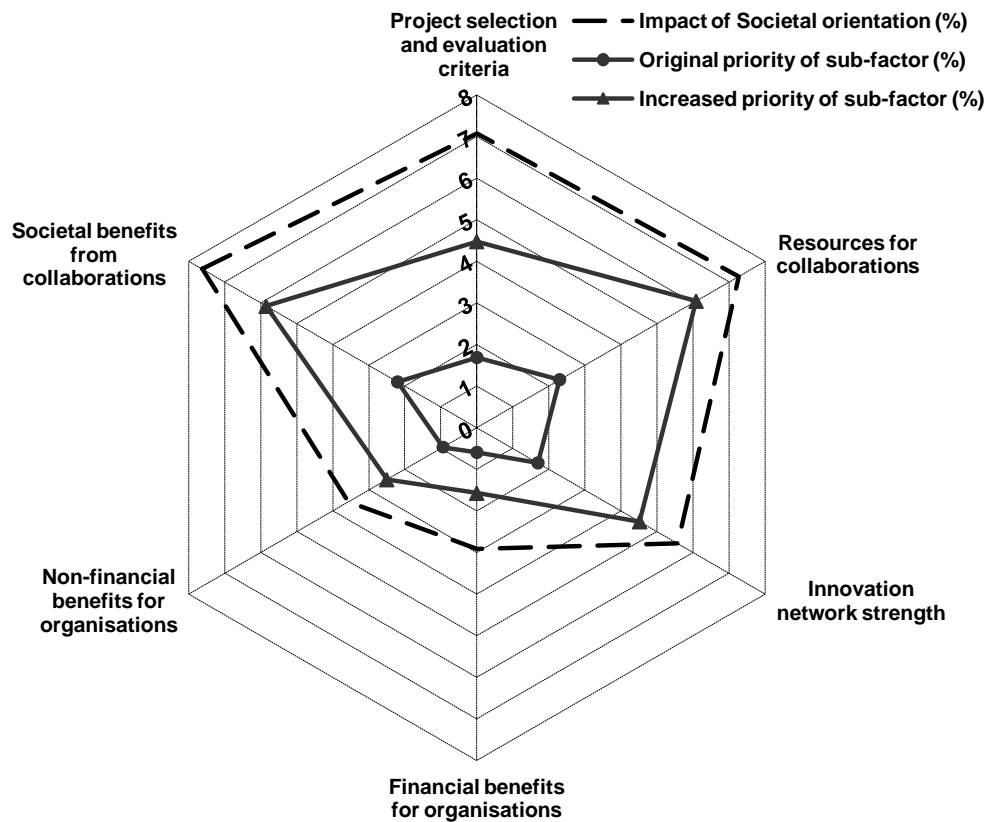 Project selection
and evaluation
criteria
Impact of Societal orientation (%)
Original priority of sub-factor (%)
Increased priority of sub-factor (%)
8
7
6
5
4
3
2
1
0
Societal benefits
from
collaborations
Resources for
collaborations
Non-financial
benefits for
organisations
Innovation
network strength
Financial benefits
for organisations